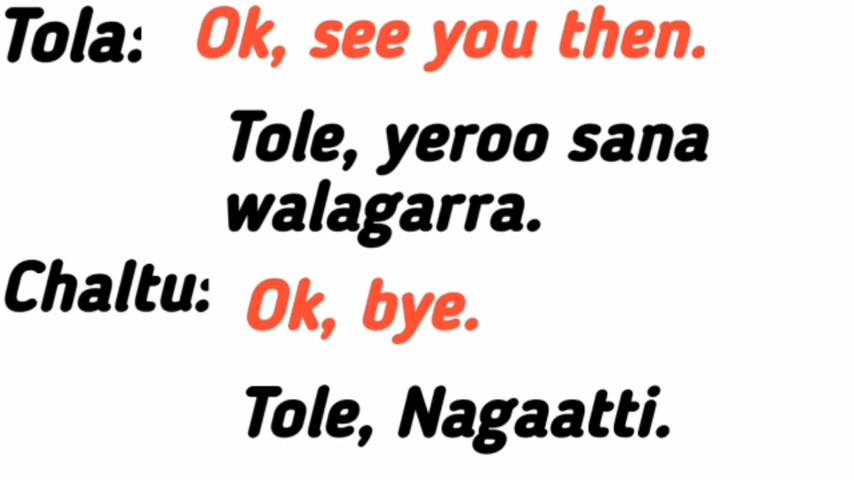 Tola: Ok, see you then.
Tole, yeroo sana
walagarra.
Chaltu: Ok, bye.
Tole, Nagaatti.